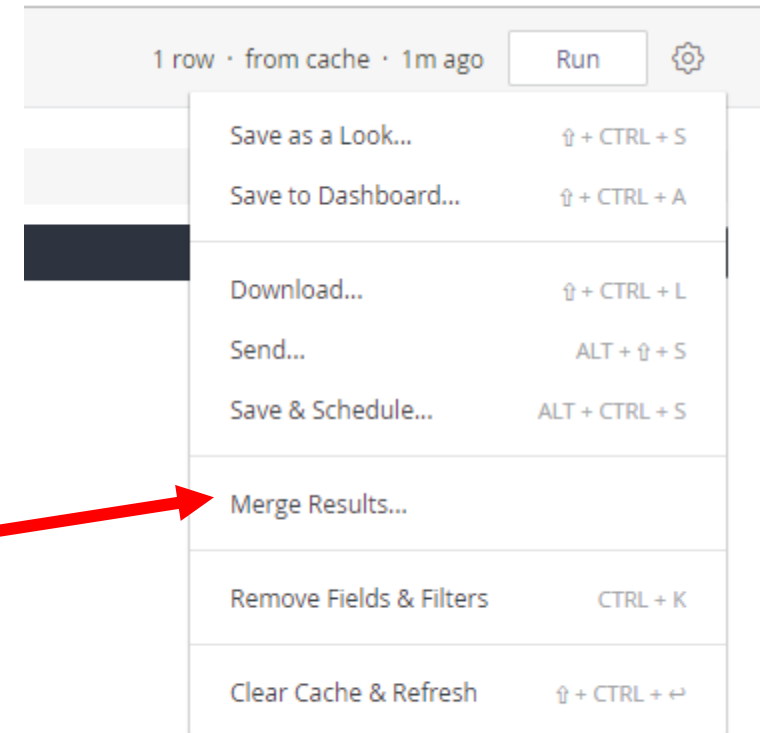 1 row · from cache · 1m ago Run
Save as a Look... ⇧ + CTRL + S
Save to Dashboard... ⇧ + CTRL + A
Download... ⇧ + CTRL + L
Send... ALT + ⇧ + S
Save & Schedule... ALT + CTRL + S
Merge Results...
Remove Fields & Filters CTRL + K
Clear Cache & Refresh ⇧ + CTRL + ↩